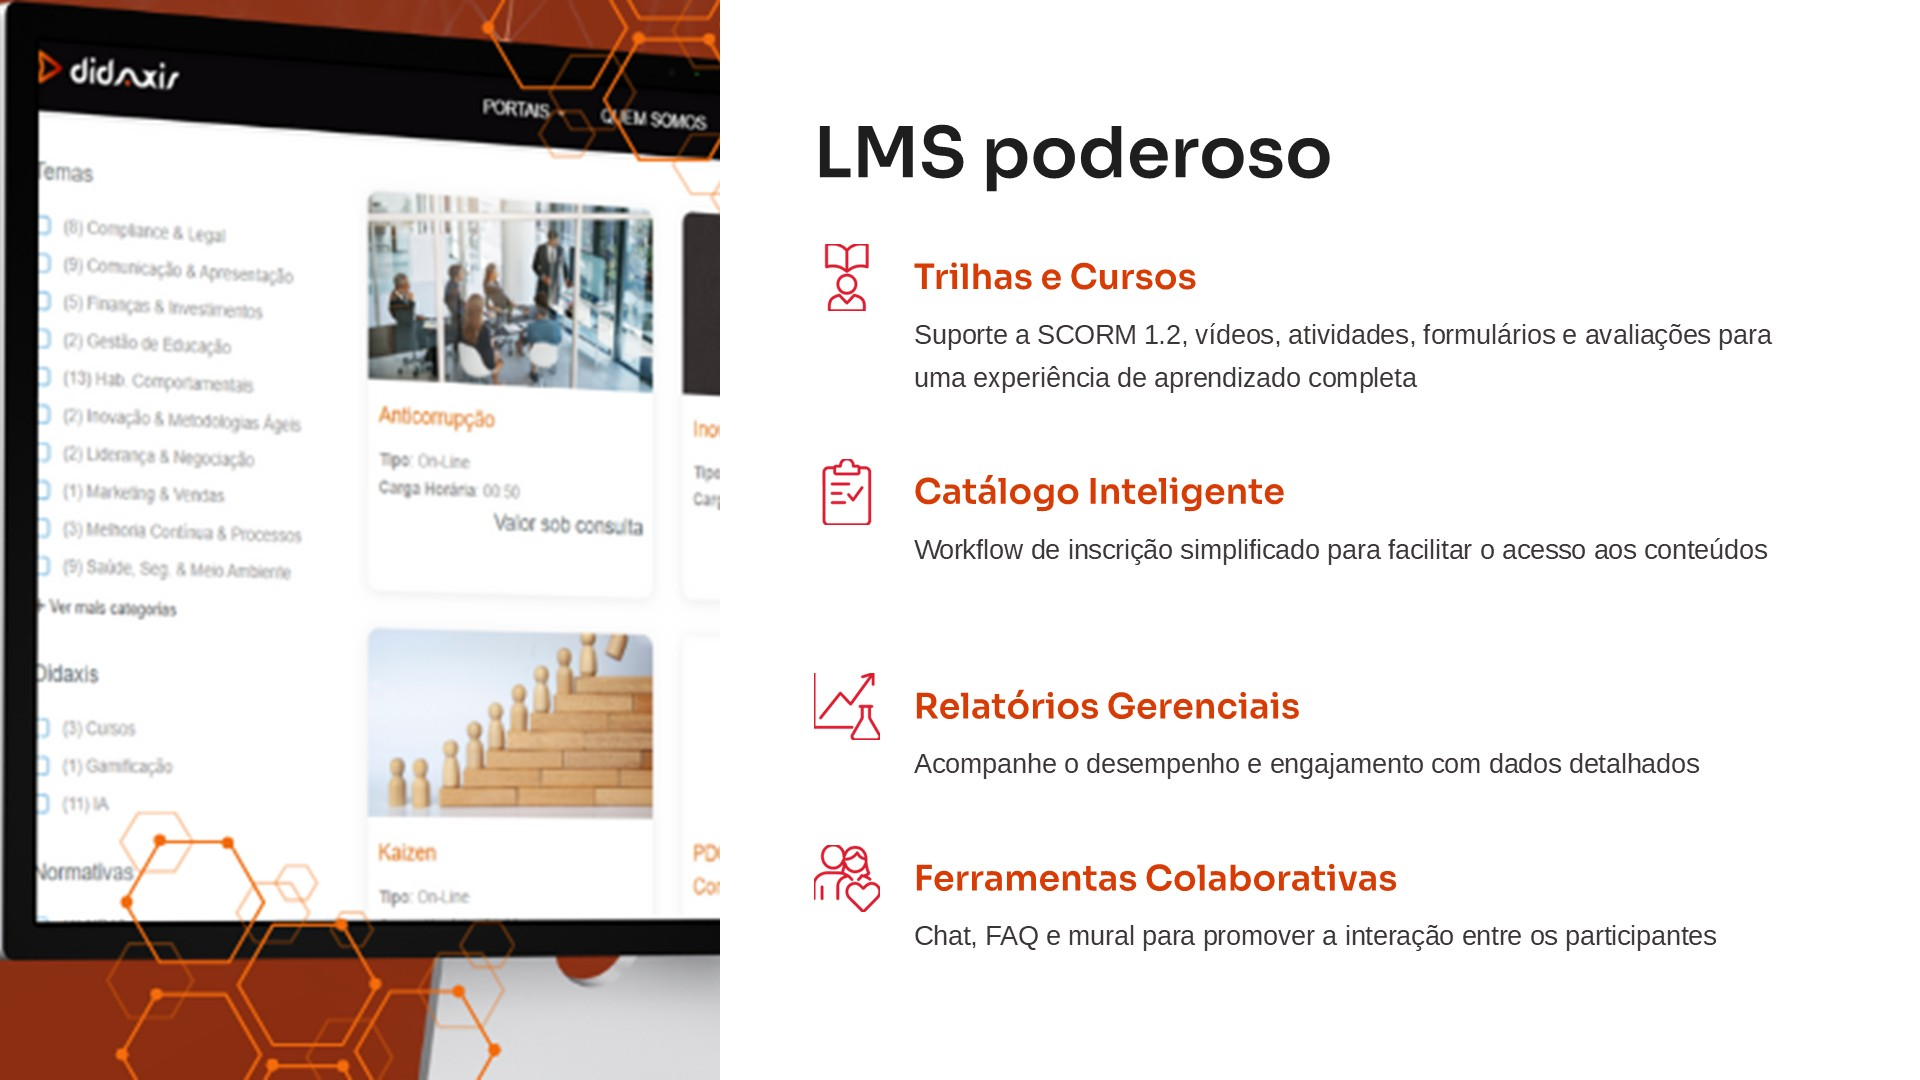 didaxis
PORTAIS
QUEM SOMOS
Temas
(8) Compliance & Legal
(9) Comunicação & Apresentação
(5) Finanças & Investimentos
(2) Gestão de Educação
(13) Hab. Comportamentais
(2) Inovação & Metodologias Ágeis
(2) Liderança & Negociação
(1) Marketing & Vendas
(3) Melhoria Contínua & Processos
(9) Saúde, Seg. & Meio Ambiente
+ Ver mais categorias
Didaxis
(3) Cursos
(1) Gamificação
(11) IA
Normativas
Anticorrupção
Tipo: On-Line
Carga Horária: 00:50
Valor sob consulta
Kaizen
Tipo: On-Line
LMS poderoso
Trilhas e Cursos
Suporte a SCORM 1.2, vídeos, atividades, formulários e avaliações para
uma experiência de aprendizado completa
Catálogo Inteligente
Workflow de inscrição simplificado para facilitar o acesso aos conteúdos
Relatórios Gerenciais
Acompanhe o desempenho e engajamento com dados detalhados
Ferramentas Colaborativas
Chat, FAQ e mural para promover a interação entre os participantes